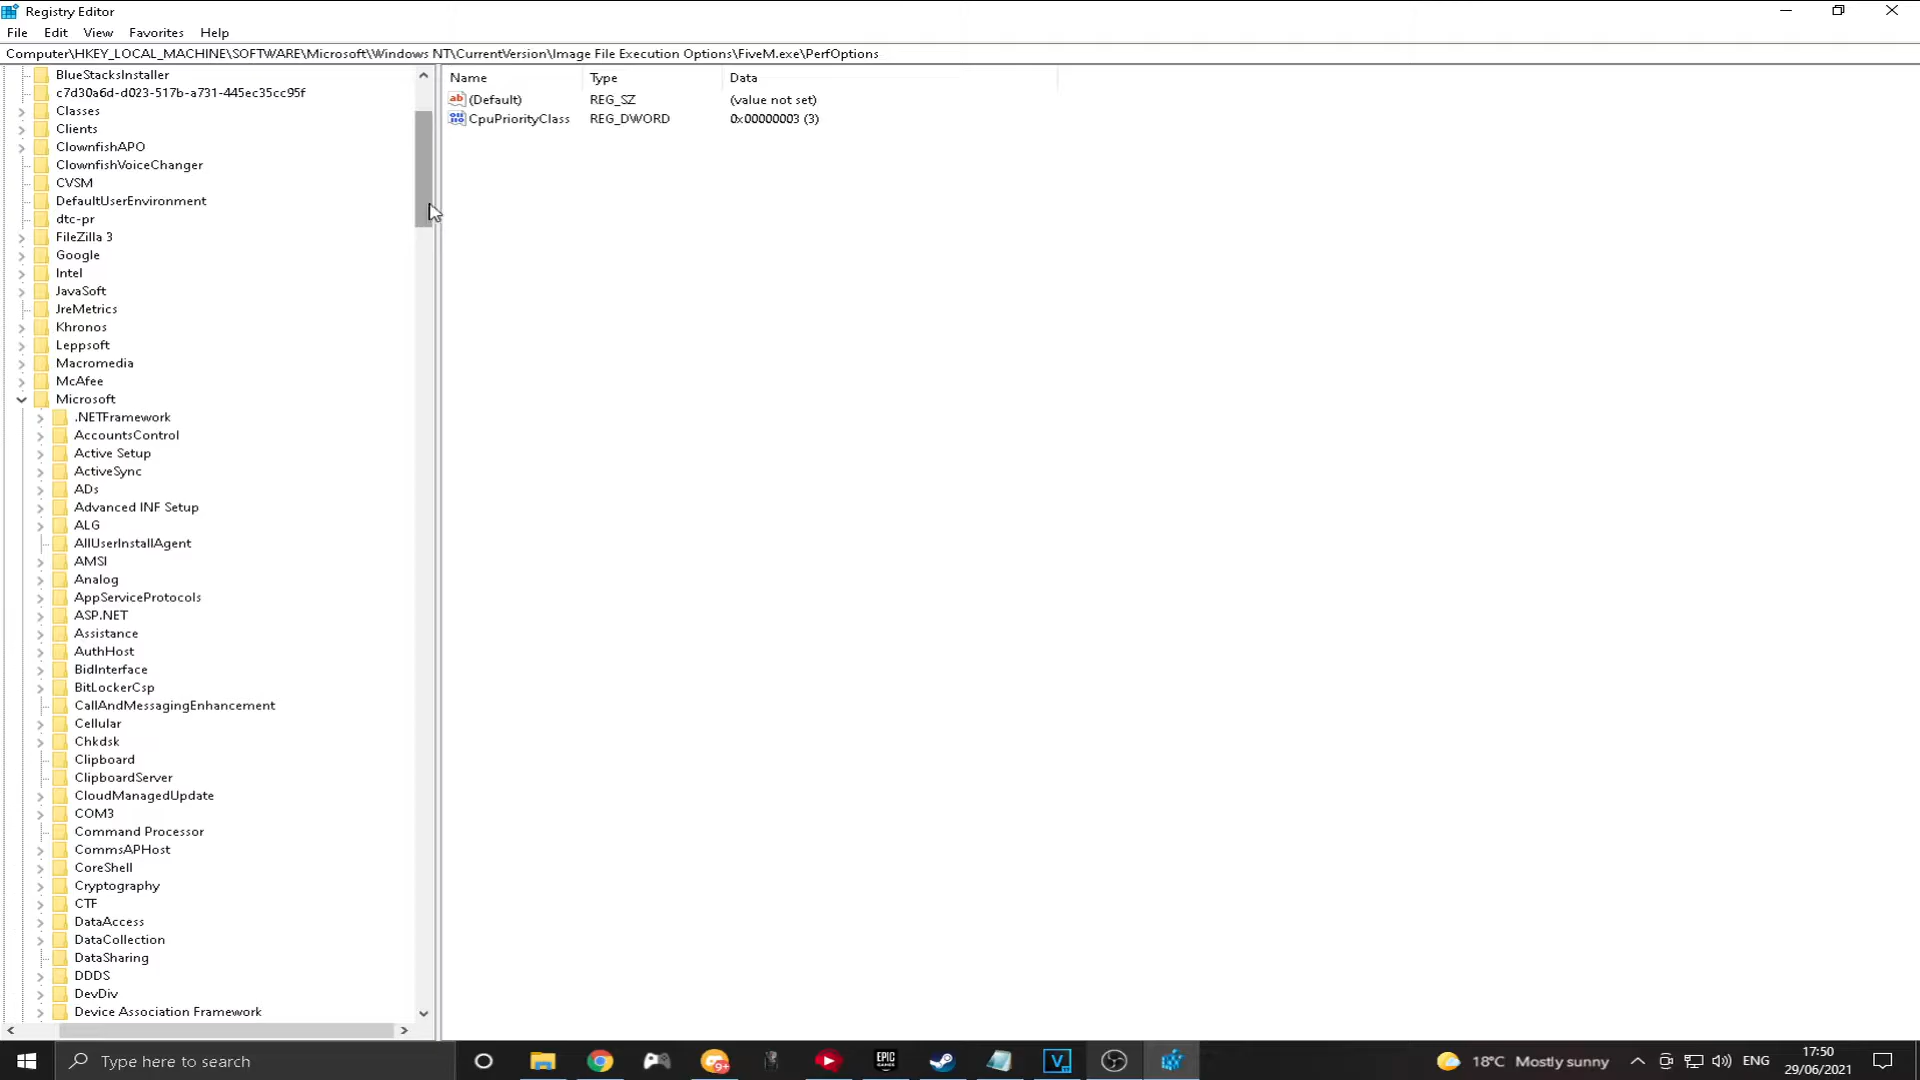 Registry Editor
File Edit View Favorites Help
Computer\HKEY_LOCAL_MACHINE\SOFTWARE\Microsoft\Windows NT\CurrentVersion\Image File Execution Options\FiveM.exe\PerfOptions
BlueStacksInstaller
c7d30a6d-d023-517b-a731-445ec35cc95f
Classes
Clients
ClownfishAPO
ClownfishVoiceChanger
CVSM
DefaultUserEnvironment
dtc-pr
FileZilla 3
Google
Intel
JavaSoft
JreMetrics
Khronos
Leppsoft
Macromedia
McAfee
Microsoft
.NETFramework
AccountsControl
Active Setup
ActiveSync
ADs
Advanced INF Setup
ALG
AllUserInstallAgent
AMSI
Analog
AppServiceProtocols
ASP.NET
Assistance
AuthHost
BidInterface
BitLockerCsp
CallAndMessagingEnhancement
Cellular
Chkdsk
Clipboard
ClipboardServer
CloudManagedUpdate
COM3
Command Processor
CommsAPHost
CoreShell
Cryptography
CTF
DataAccess
DataCollection
DataSharing
DDDS
DevDiv
Device Association Framework
Name Type Data
(Default) REG_SZ (value not set)
CpuPriorityClass REG_DWORD 0x00000003 (3)
Type here to search
9+
EPIC GAMES
18°C Mostly sunny
ENG
17:50
29/06/2021